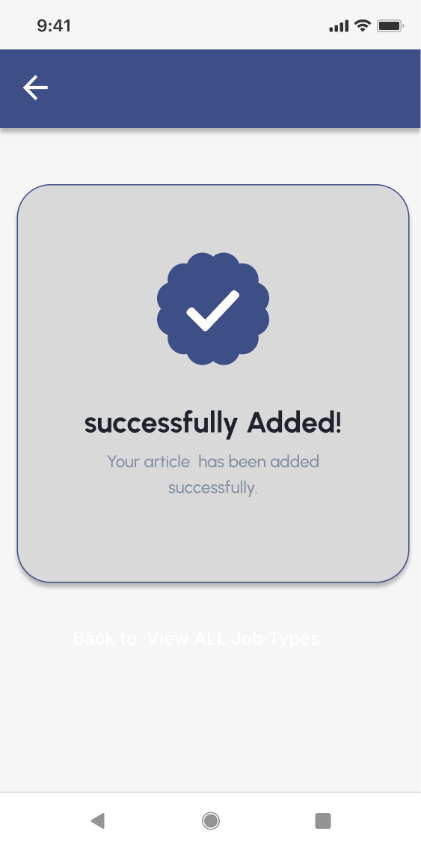 9:41
successfully Added!
Your article  has been added
successfully.
Back to  View ALL Job Types